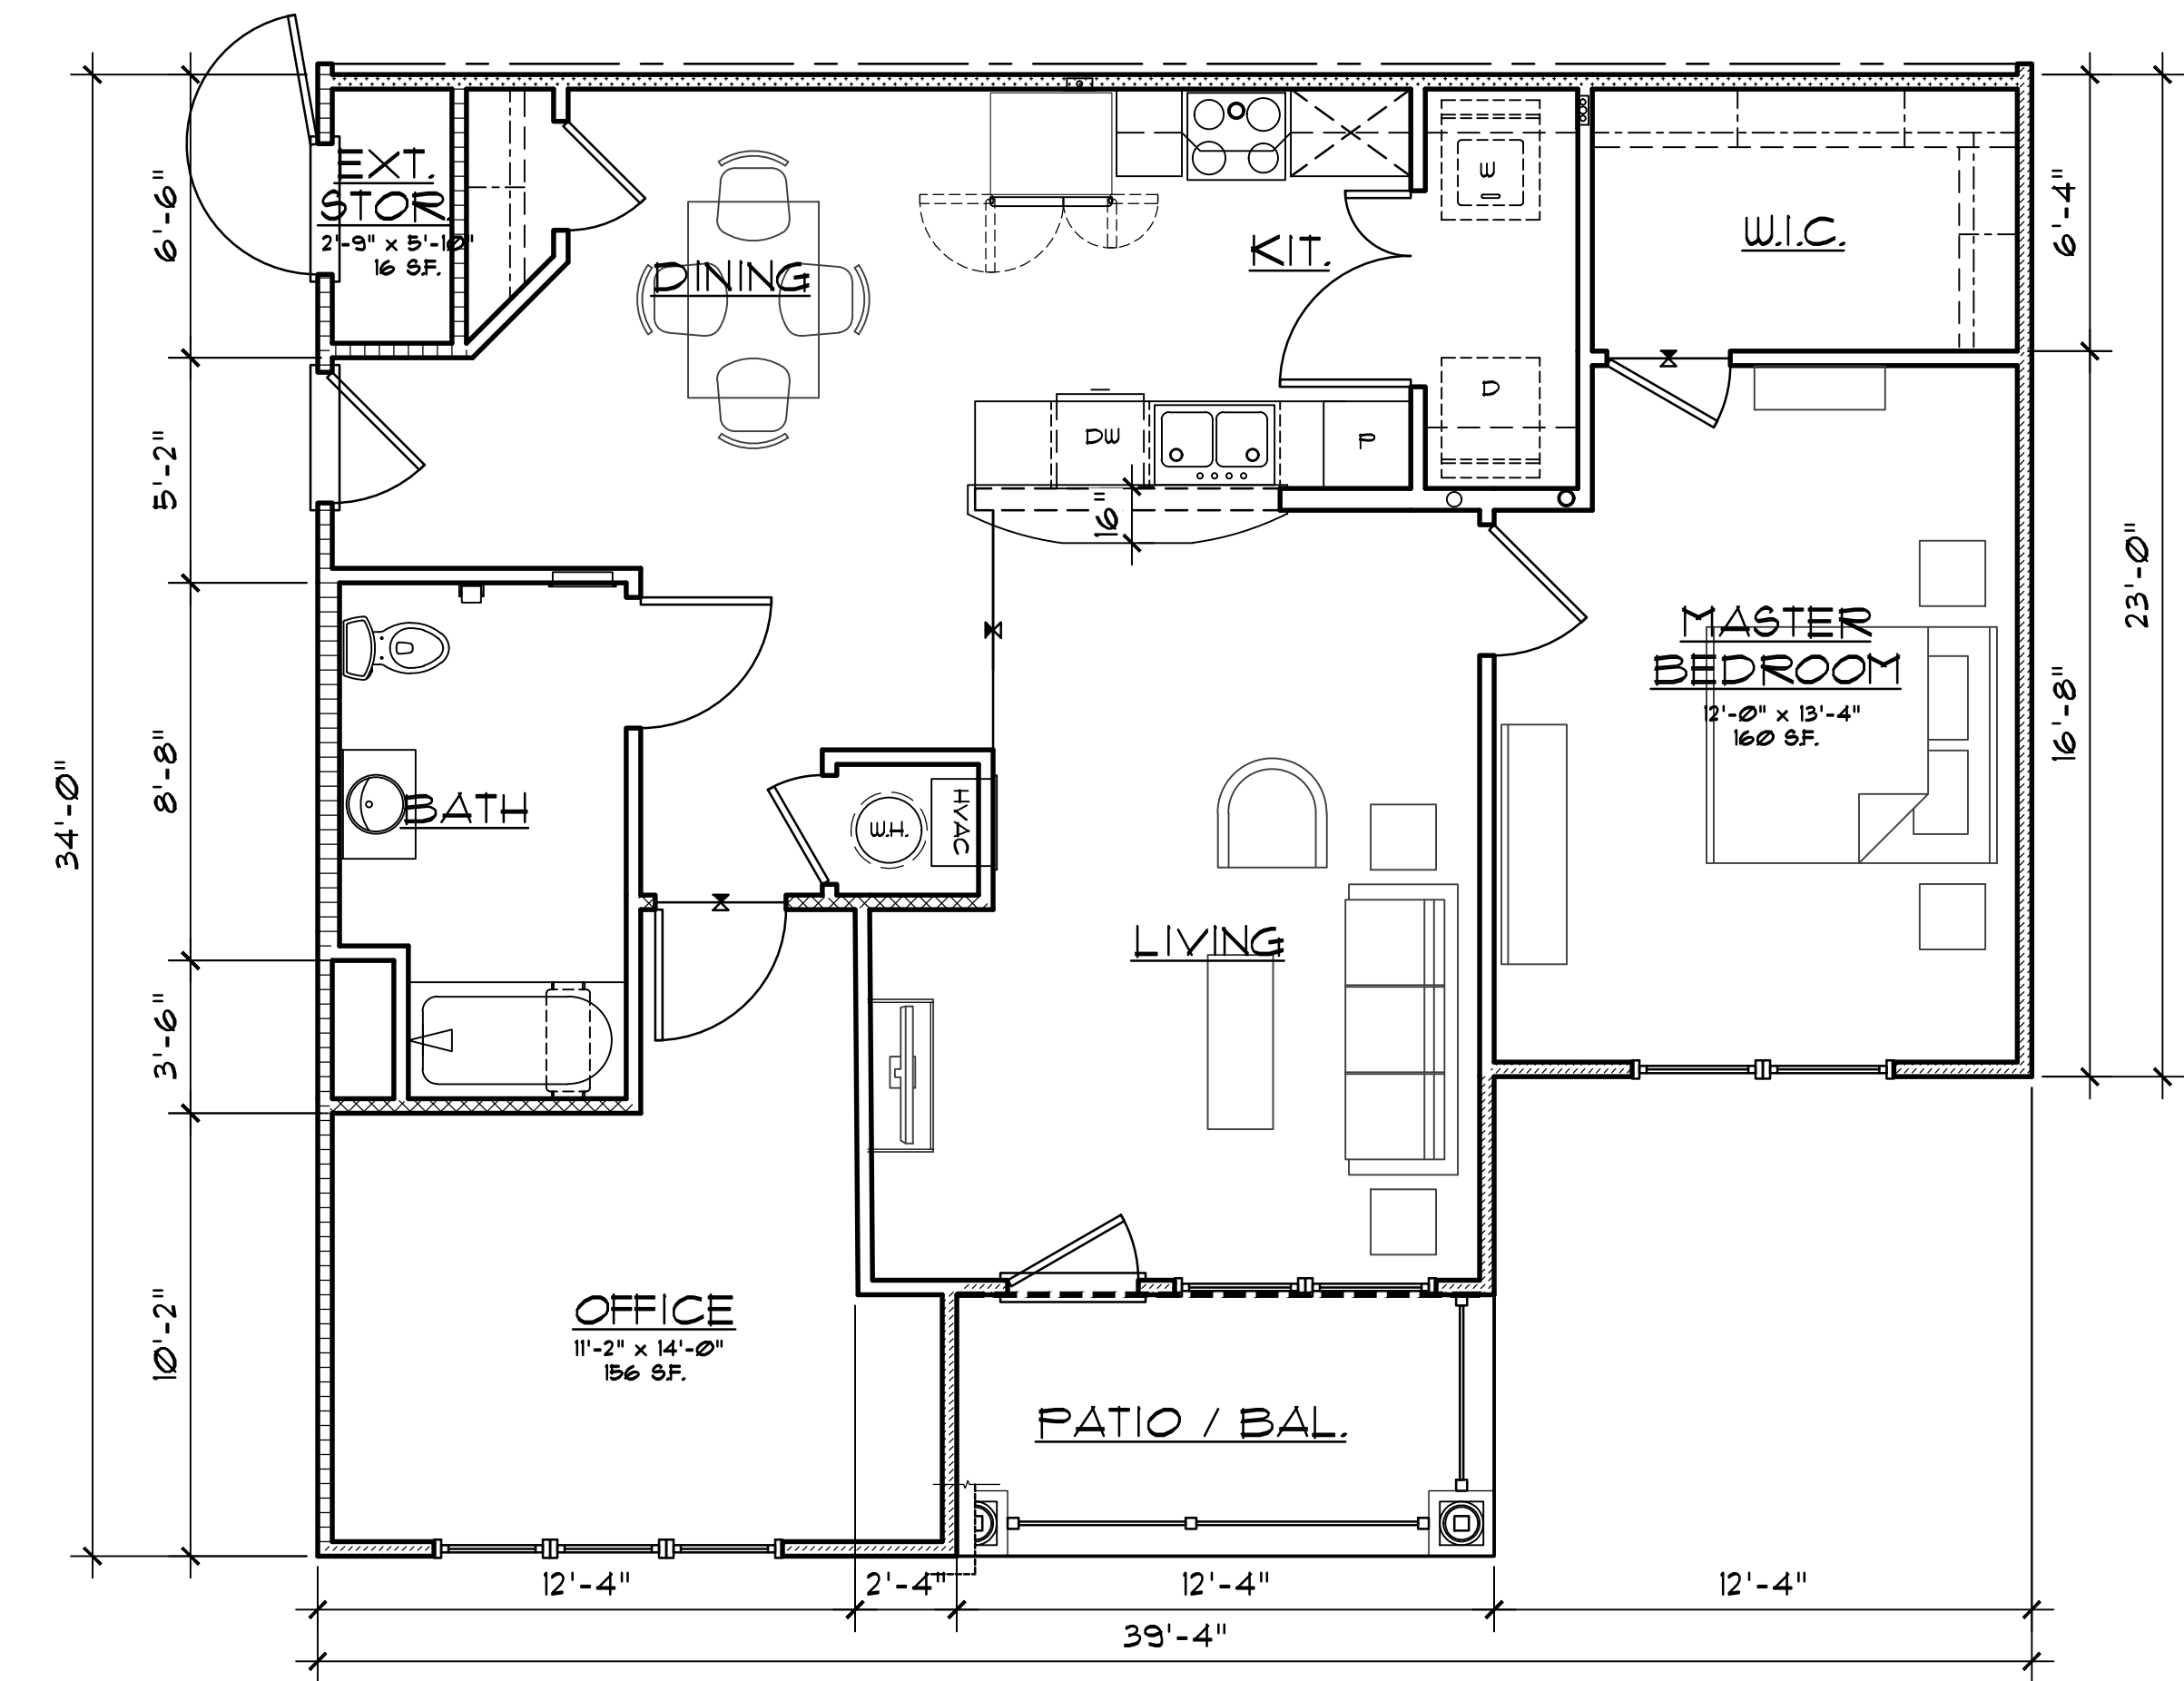 EXT.
STOR.
2'-9" x 5'-10"
16 S.F.
DINING
KIT.
W
D
W.I.C.
DW
P
16"
MASTER
BEDROOM
12'-0" x 13'-4"
160 S.F.
BATH
W.H.
HVAC
LIVING
OFFICE
11'-2" x 14'-0"
156 S.F.
PATIO / BAL.
34'-0"
6'-6"
5'-2"
8'-8"
3'-6"
10'-2"
6'-4"
16'-8"
23'-0"
12'-4"
2'-4"
12'-4"
12'-4"
39'-4"